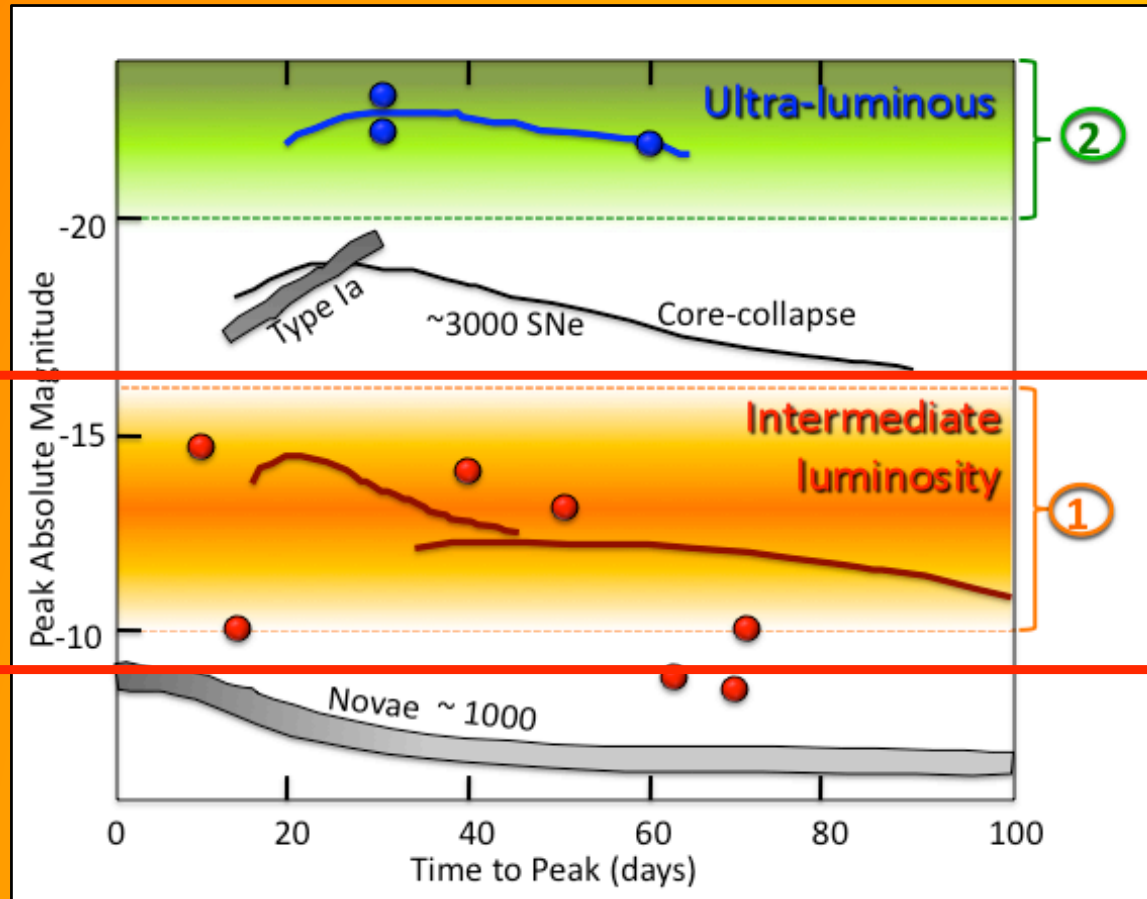 Ultra-luminous
2
-20
Type Ia
~3000 SNe
Core-collapse
Peak Absolute Magnitude
-15
Intermediate
luminosity
1
-10
Novae ~ 1000
0
20
40
60
80
100
Time to Peak (days)